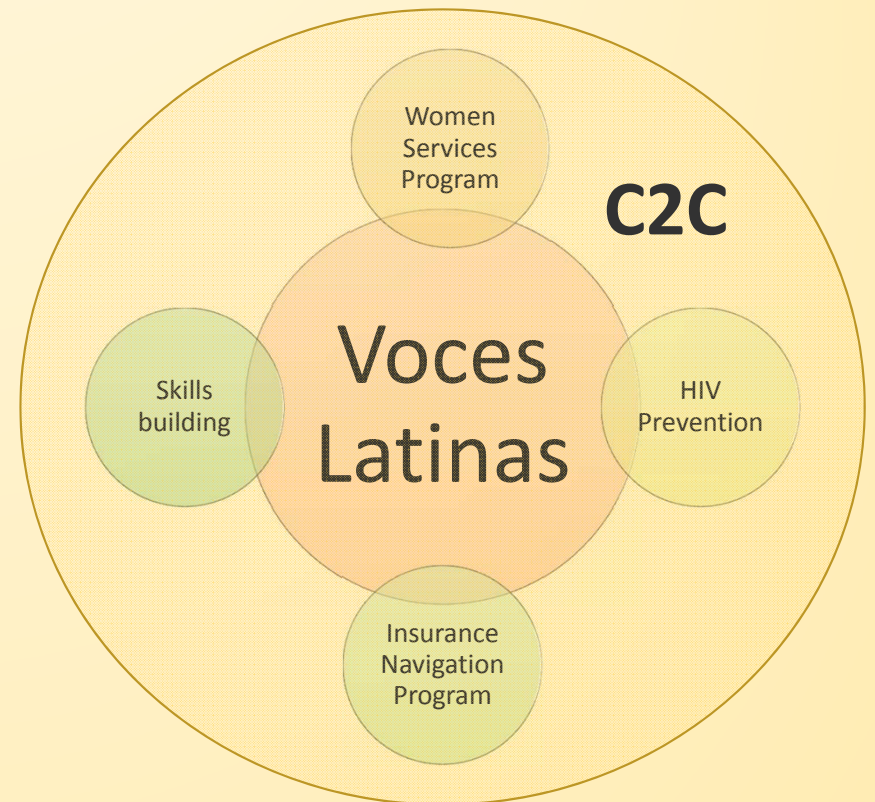 Women
Services
Program
C2C
Voces
Latinas
Skills
building
HIV
Prevention
Insurance
Navigation
Program